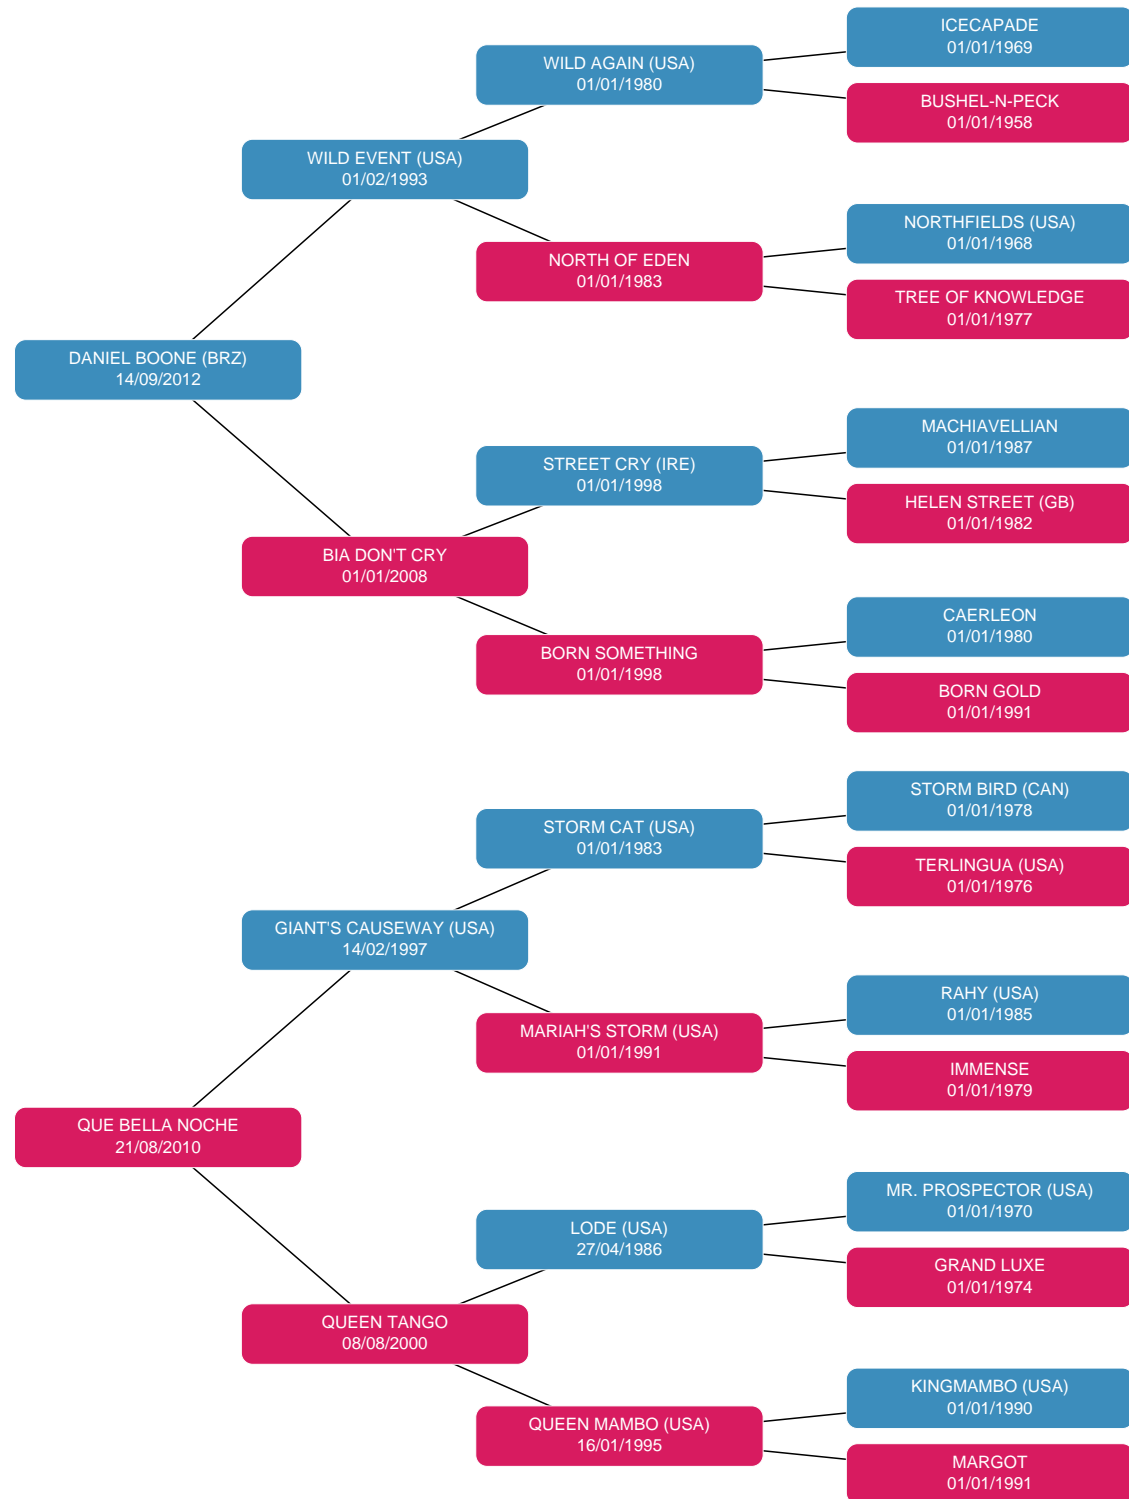 ICECAPADE
01/01/1969
WILD AGAIN (USA)
01/01/1980
BUSHEL-N-PECK
01/01/1958
WILD EVENT (USA)
01/02/1993
NORTHFIELDS (USA)
01/01/1968
NORTH OF EDEN
01/01/1983
TREE OF KNOWLEDGE
01/01/1977
DANIEL BOONE (BRZ)
14/09/2012
MACHIAVELLIAN
01/01/1987
STREET CRY (IRE)
01/01/1998
HELEN STREET (GB)
01/01/1982
BIA DON'T CRY
01/01/2008
CAERLEON
01/01/1980
BORN SOMETHING
01/01/1998
BORN GOLD
01/01/1991
STORM BIRD (CAN)
01/01/1978
STORM CAT (USA)
01/01/1983
TERLINGUA (USA)
01/01/1976
GIANT'S CAUSEWAY (USA)
14/02/1997
RAHY (USA)
01/01/1985
MARIAH'S STORM (USA)
01/01/1991
IMMENSE
01/01/1979
QUE BELLA NOCHE
21/08/2010
MR. PROSPECTOR (USA)
01/01/1970
LODE (USA)
27/04/1986
GRAND LUXE
01/01/1974
QUEEN TANGO
08/08/2000
KINGMAMBO (USA)
01/01/1990
QUEEN MAMBO (USA)
16/01/1995
MARGOT
01/01/1991